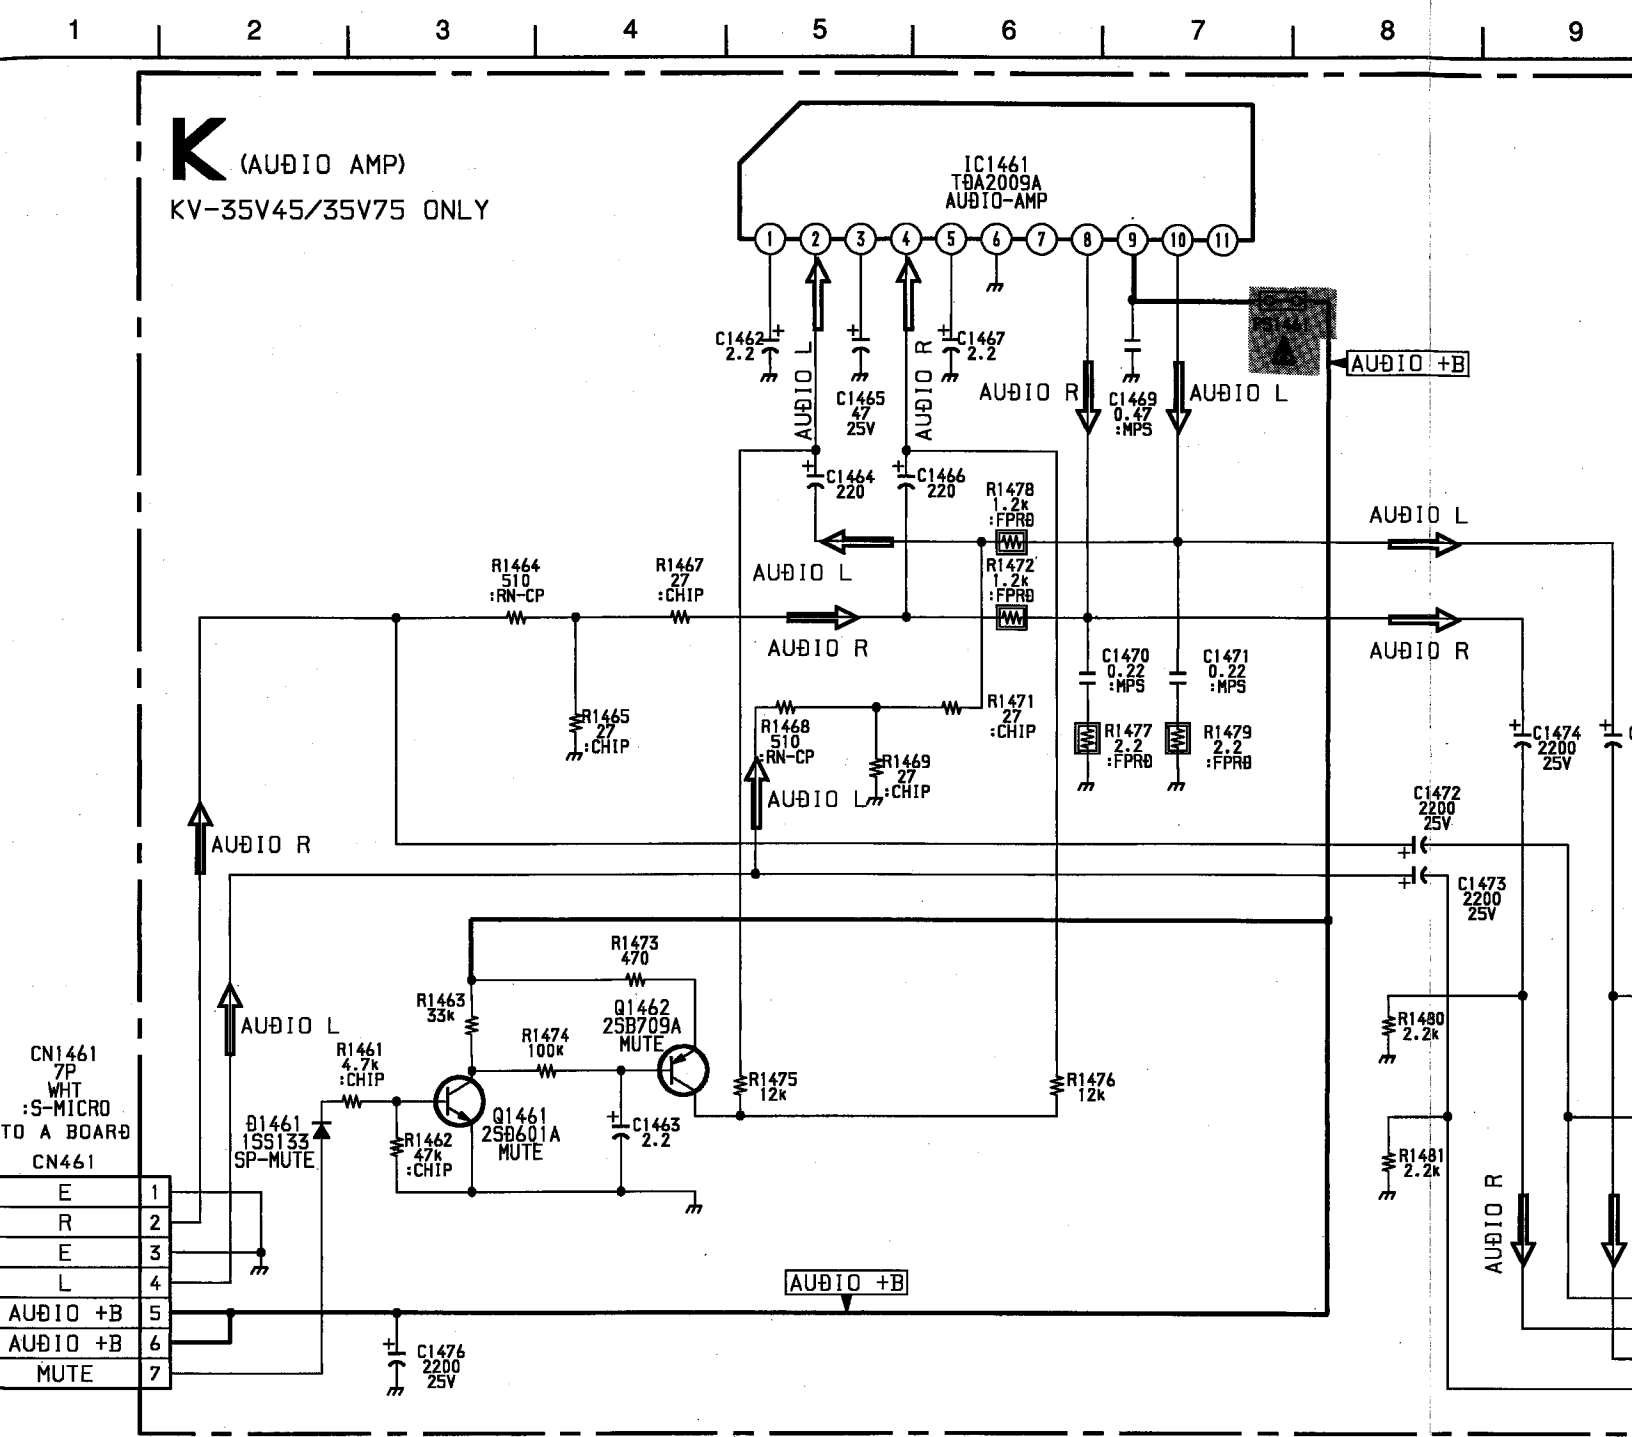 1 2 3 4 5 6 7 8 9
K (AUDIO AMP)
KV-35V45/35V75 ONLY
IC1461
TDA2009A
AUDIO-AMP
1 2 3 4 5 6 7 8 9 10 11
PS1461
AUDIO +B
C1462
2.2
+
AUDIO L
+
C1465
47
25V
AUDIO R
+
C1467
2.2
AUDIO R
C1469
0.47
:MPS
AUDIO L
+
C1464
220
+
C1466
220
R1478
1.2k
:FPRD
AUDIO L
AUDIO L
R1464
510
:RN-CP
R1467
27
:CHIP
R1472
1.2k
:FPRD
AUDIO R
AUDIO R
R1465
27
:CHIP
R1468
510
:RN-CP
R1469
27
:CHIP
R1471
27
:CHIP
C1470
0.22
:MPS
C1471
0.22
:MPS
R1477
2.2
:FPRD
R1479
2.2
:FPRD
+
C1474
2200
25V
+
AUDIO L
AUDIO R
C1472
2200
25V
+
+
C1473
2200
25V
R1473
470
R1463
33k
Q1462
2SB709A
MUTE
R1474
100k
AUDIO L
R1461
4.7k
:CHIP
R1475
12k
R1476
12k
R1480
2.2k
CN1461
7P
WHT
:S-MICRO
TO A BOARD
CN461
D1461
1SS133
SP-MUTE
R1462
47k
:CHIP
Q1461
2SD601A
MUTE
+
C1463
2.2
R1481
2.2k
AUDIO R
E 1
R 2
E 3
L 4
AUDIO +B 5
AUDIO +B 6
MUTE 7
AUDIO +B
+
C1476
2200
25V